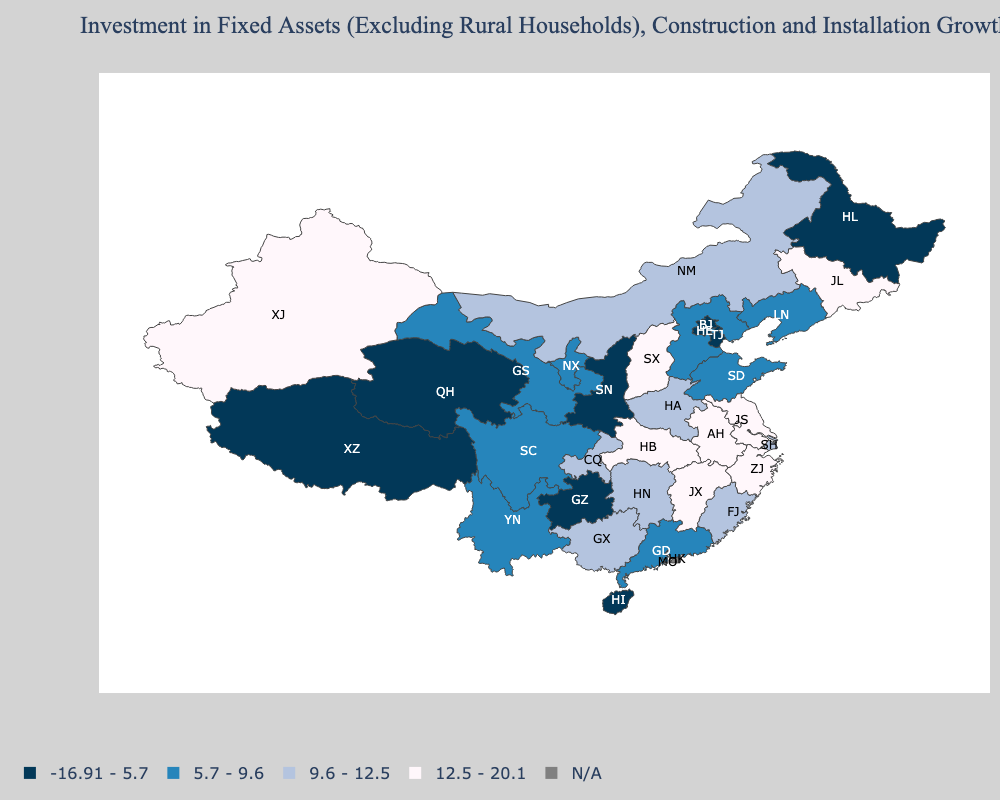 Investment in Fixed Assets (Excluding Rural Households), Construction and Installation Growth
HL
NM
JL
XJ
LN
BJ
HE
TJ
SX
NX
GS
SD
QH
SN
HA
JS
AH
SH
HB
XZ
SC
CQ
ZJ
JX
HN
GZ
FJ
YN
GX
GD
HK
MO
HI
-16.91 - 5.7 5.7 - 9.6 9.6 - 12.5 12.5 - 20.1 N/A